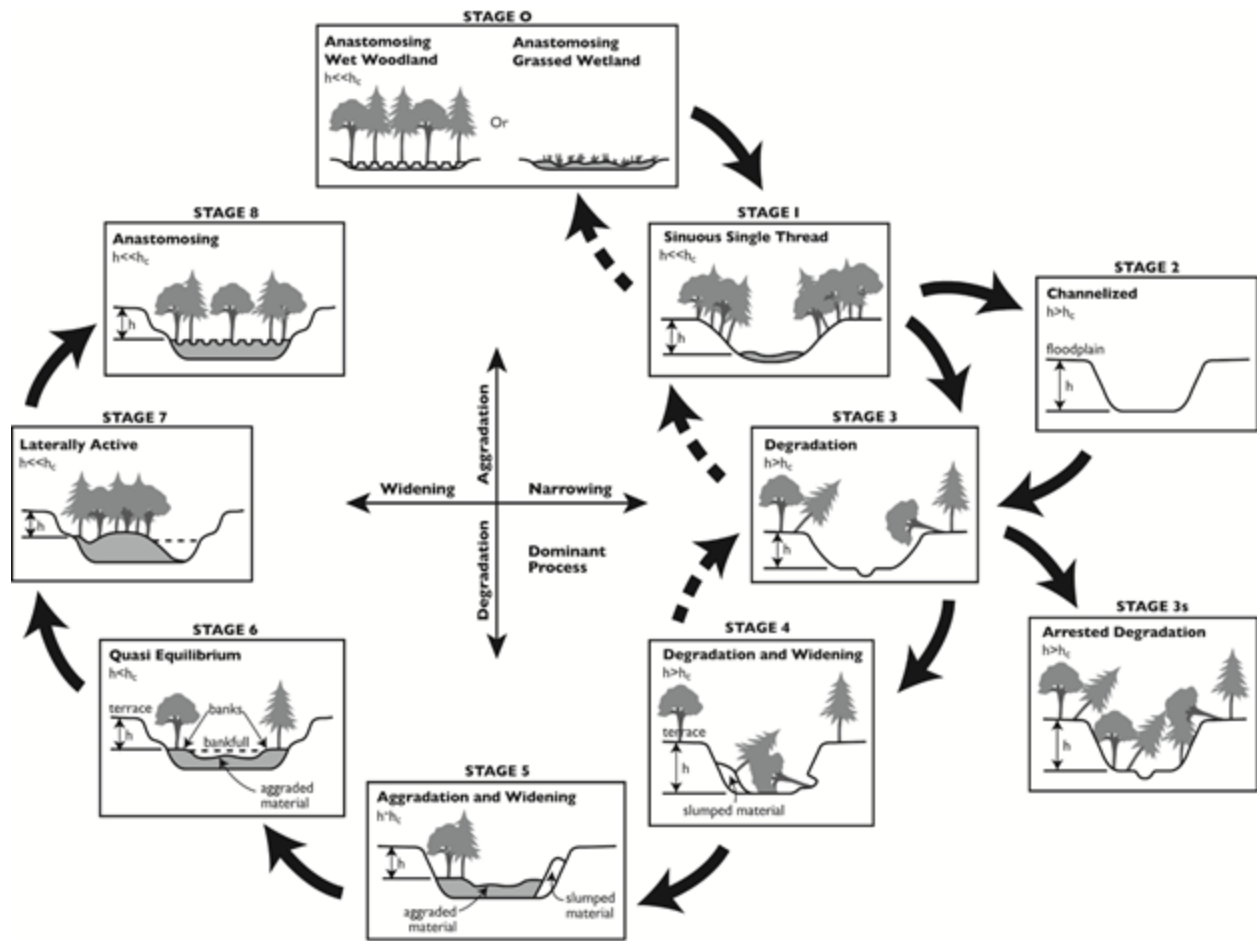 STAGE 0
Anastomosing
Wet Woodland
h<<hc
Or
Anastomosing
Grassed Wetland
STAGE 1
Sinuous Single Thread
h<<hc
h
STAGE 2
Channelized
h>hc
floodplain
h
STAGE 3
Degradation
h>hc
h
STAGE 3s
Arrested Degradation
h>hc
h
STAGE 4
Degradation and Widening
h>hc
terrace
h
slumped material
STAGE 5
Aggradation and Widening
h~hc
h
aggraded
material
slumped
material
STAGE 6
Quasi Equilibrium
h<hc
terrace
banks
h
bankfull
aggraded
material
STAGE 7
Laterally Active
h<<hc
h
STAGE 8
Anastomosing
h<<hc
h
Aggradation
Widening
Narrowing
Degradation
Dominant
Process